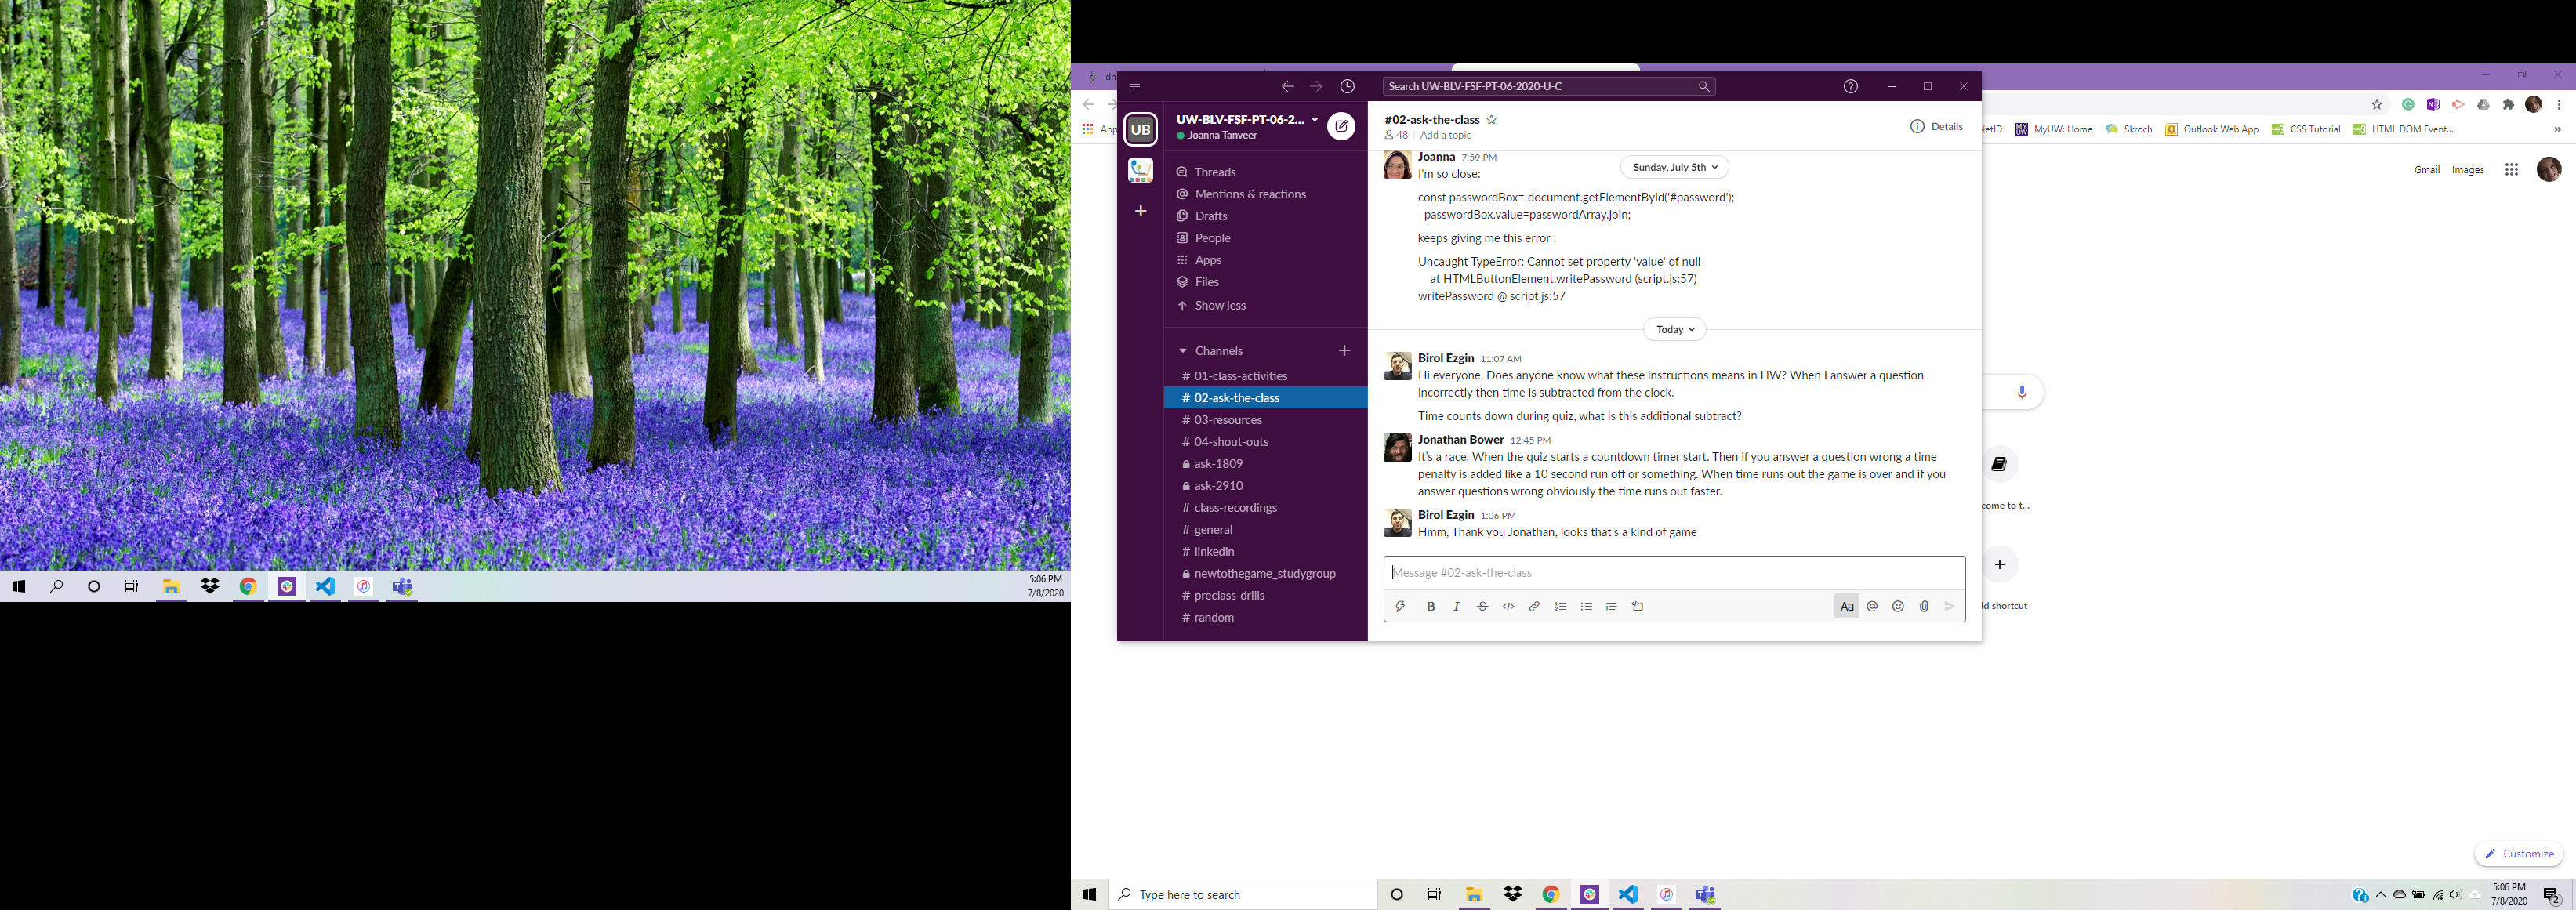 5:06 PM
7/8/2020
Search UW-BLV-FSF-PT-06-2020-U-C
UB
UW-BLV-FSF-PT-06-2...
Joanna Tanveer
Threads
Mentions & reactions
Drafts
People
Apps
Files
Show less
Channels
# 01-class-activities
# 02-ask-the-class
# 03-resources
# 04-shout-outs
ask-1809
ask-2910
# class-recordings
# general
# linkedin
newtothegame_studygroup
# preclass-drills
# random
#02-ask-the-class
48 | Add a topic
Details
Sunday, July 5th
Joanna 7:59 PM
I'm so close:
const passwordBox= document.getElementById('#password');
passwordBox.value=passwordArray.join;
keeps giving me this error :
Uncaught TypeError: Cannot set property 'value' of null
at HTMLButtonElement.writePassword (script.js:57)
writePassword @ script.js:57
Today
Birol Ezgin 11:07 AM
Hi everyone, Does anyone know what these instructions means in HW? When I answer a question
incorrectly then time is subtracted from the clock.
Time counts down during quiz, what is this additional subtract?
Jonathan Bower 12:45 PM
It's a race. When the quiz starts a countdown timer start. Then if you answer a question wrong a time
penalty is added like a 10 second run off or something. When time runs out the game is over and if you
answer questions wrong obviously the time runs out faster.
Birol Ezgin 1:06 PM
Hmm, Thank you Jonathan, looks that's a kind of game
Message #02-ask-the-class
B I S Aa @
dn
App
NetID MyUW: Home Skroch Outlook Web App CSS Tutorial HTML DOM Event...
Gmail Images
come to t...
ld shortcut
Customize
Type here to search
5:06 PM
7/8/2020
2